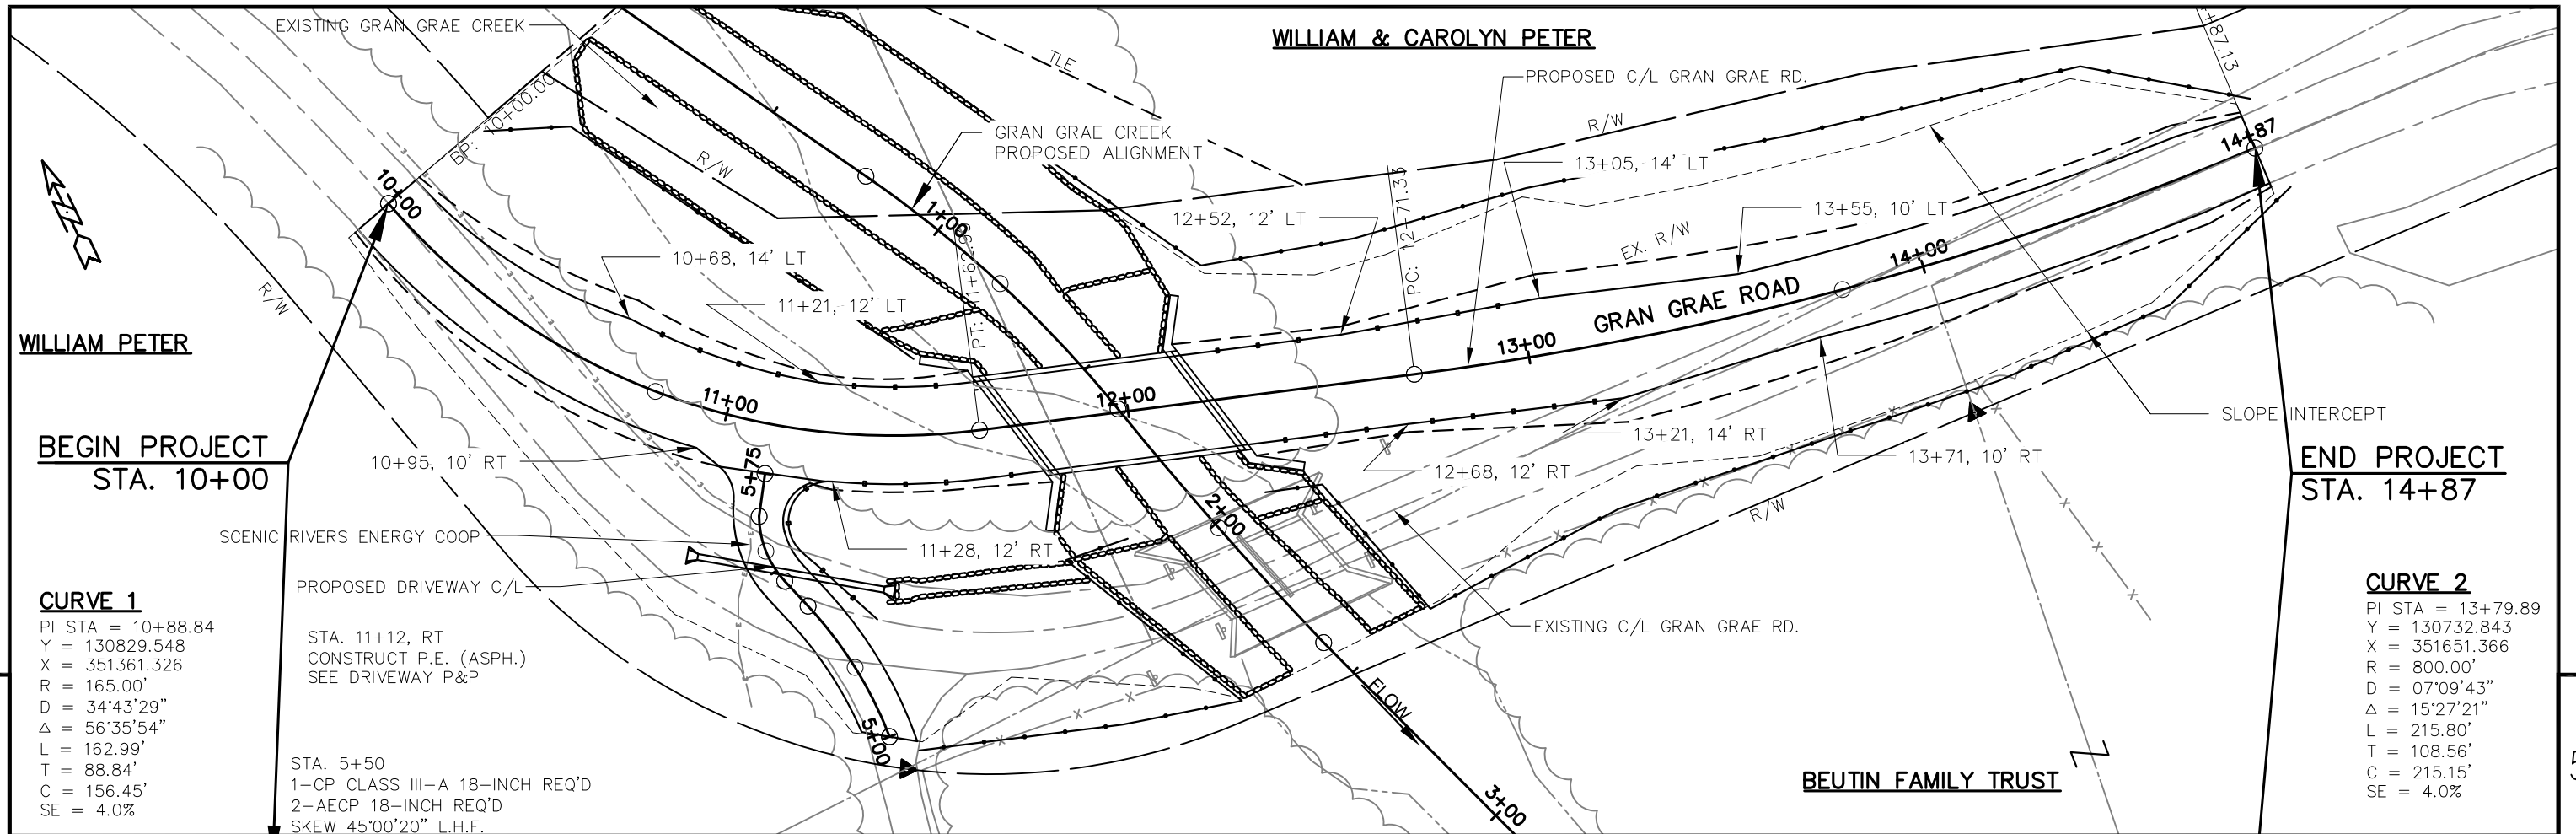 EXISTING GRAN GRAE CREEK
WILLIAM & CAROLYN PETER
TLE
+87.13
PROPOSED C/L GRAN GRAE RD.
BP: 10+00.00
R/W
GRAN GRAE CREEK
PROPOSED ALIGNMENT
R/W
14+87
13+05, 14' LT
10+00
1+00
12+52, 12' LT
13+55, 10' LT
EX. R/W
PC: 12+71.33
10+68, 14' LT
14+00
R/W
11+21, 12' LT
GRAN GRAE ROAD
WILLIAM PETER
13+00
11+00
12+00
SLOPE INTERCEPT
BEGIN PROJECT
STA. 10+00
10+95, 10' RT
5+75
13+21, 14' RT
12+68, 12' RT
13+71, 10' RT
END PROJECT
STA. 14+87
2+00
R/W
SCENIC RIVERS ENERGY COOP
11+28, 12' RT
PROPOSED DRIVEWAY C/L
EXISTING C/L GRAN GRAE RD.
CURVE 1
PI STA = 10+88.84
Y = 130829.548
X = 351361.326
R = 165.00'
D = 34°43'29"
Δ = 56°35'54"
L = 162.99'
T = 88.84'
C = 156.45'
SE = 4.0%
STA. 11+12, RT
CONSTRUCT P.E. (ASPH.)
SEE DRIVEWAY P&P
5+00
FLOW
STA. 5+50
1-CP CLASS III-A 18-INCH REQ'D
2-AECP 18-INCH REQ'D
SKEW 45°00'20" L.H.F.
3+00
BEUTIN FAMILY TRUST
CURVE 2
PI STA = 13+79.89
Y = 130732.843
X = 351651.366
R = 800.00'
D = 07°09'43"
Δ = 15°27'21"
L = 215.80'
T = 108.56'
C = 215.15'
SE = 4.0%